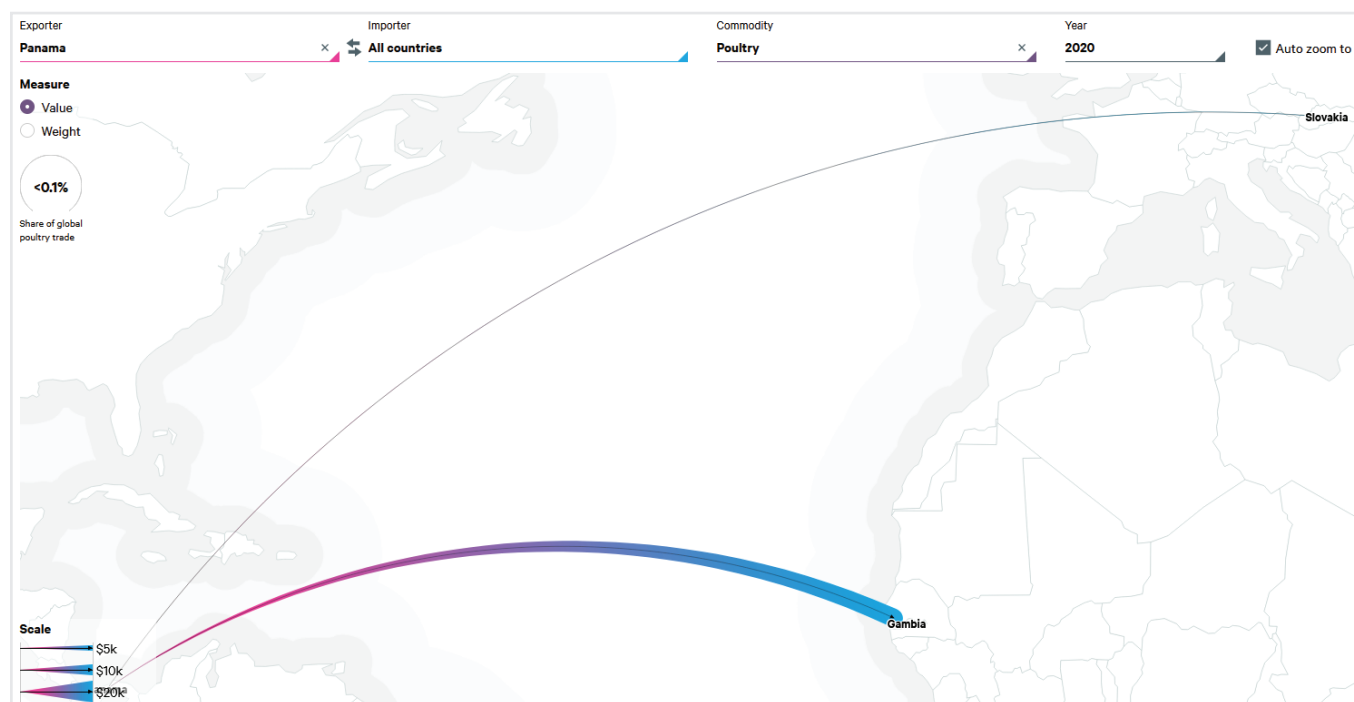 Exporter
Importer
Commodity
Year
Panama × All countries
Poultry ×
2020
Auto zoom to
Measure
Value
Weight
<0.1%
Share of global
poultry trade
Slovakia
Gambia
Scale
$5k
$10k
$20k